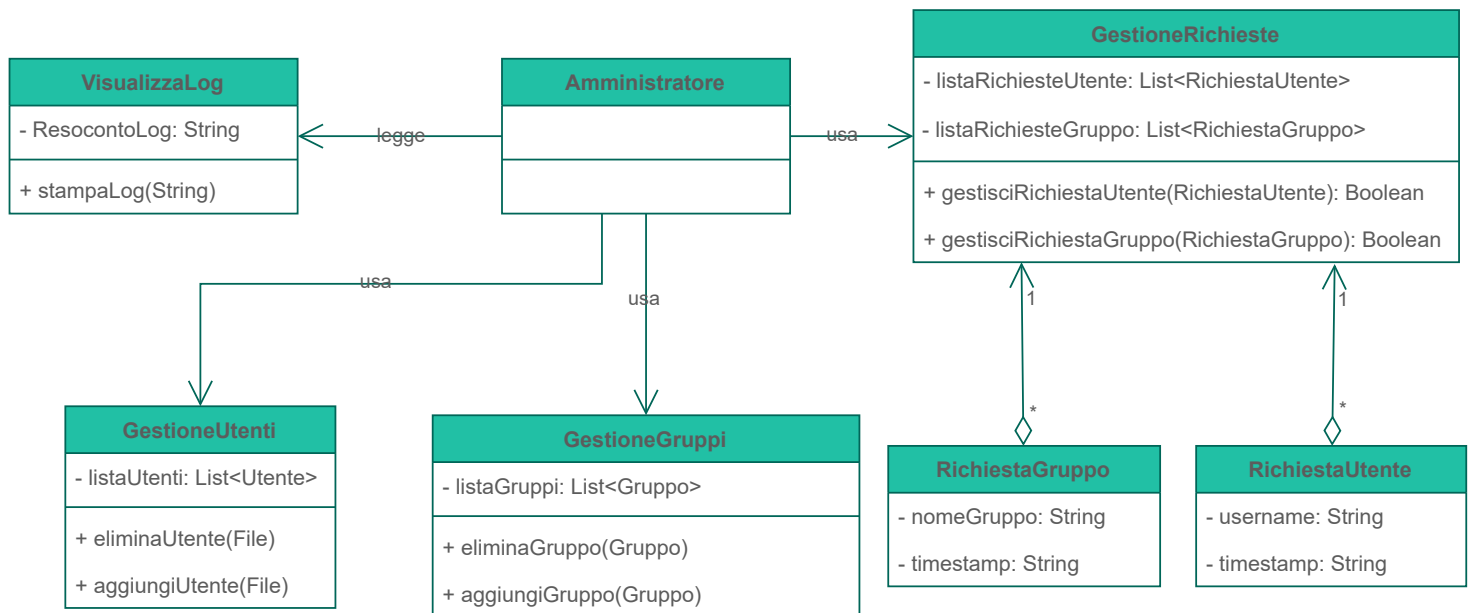 VisualizzaLog
- ResocontoLog: String
+ stampaLog(String)
legge
Amministratore
usa
GestioneRichieste
- listaRichiesteUtente: List<RichiestaUtente>
- listaRichiesteGruppo: List<RichiestaGruppo>
+ gestisciRichiestaUtente(RichiestaUtente): Boolean
+ gestisciRichiestaGruppo(RichiestaGruppo): Boolean
usa
usa
1
1
*
*
GestioneUtenti
- listaUtenti: List<Utente>
+ eliminaUtente(File)
+ aggiungiUtente(File)
GestioneGruppi
- listaGruppi: List<Gruppo>
+ eliminaGruppo(Gruppo)
+ aggiungiGruppo(Gruppo)
RichiestaGruppo
- nomeGruppo: String
- timestamp: String
RichiestaUtente
- username: String
- timestamp: String